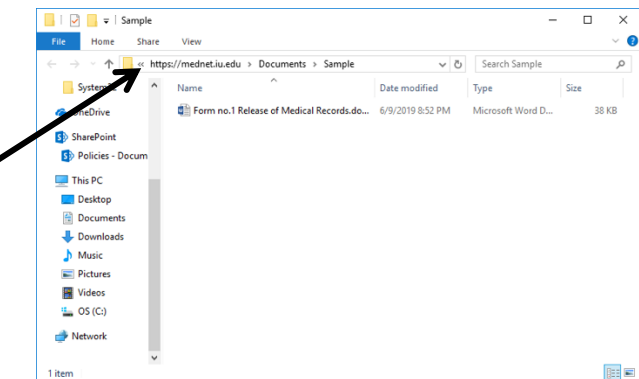 Sample
File Home Share View
« https://mednet.iu.edu > Documents > Sample Search Sample
Name Date modified Type Size
Form no.1 Release of Medical Records.do... 6/9/2019 8:52 PM Microsoft Word D... 38 KB
SharePoint
Policies - Docum
This PC
Desktop
Documents
Downloads
Music
Pictures
Videos
OS (C:)
Network
1 item